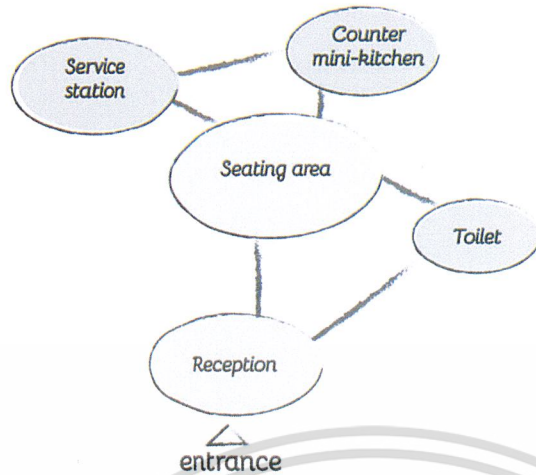 Counter
mini-kitchen
Service
station
Seating area
Toilet
Reception
entrance